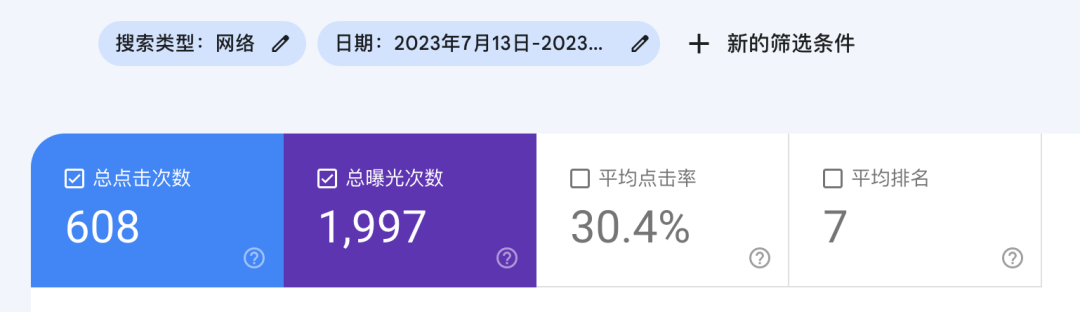 搜索类型：网络 日期：2023年7月13日-2023... + 新的筛选条件
总点击次数 总曝光次数 平均点击率 平均排名
608 1,997 30.4% 7